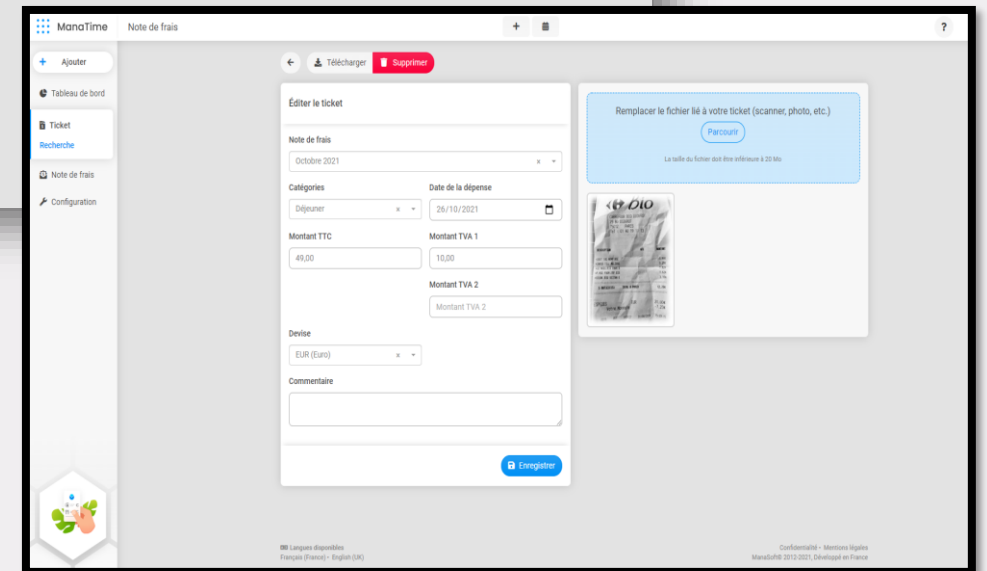 ManaTime
Note de frais
?
Ajouter
Télécharger
Supprimer
Tableau de bord
Ticket
Recherche
Note de frais
Configuration
Éditer le ticket
Note de frais
Octobre 2021
Catégories
Date de la dépense
Déjeuner
26/10/2021
Montant TTC
Montant TVA 1
49,00
10,00
Montant TVA 2
Montant TVA 2
Devise
EUR (Euro)
Commentaire
Enregistrer
Remplacer le fichier lié à votre ticket (scanner, photo, etc.)
Parcourir
La taille du fichier doit être inférieure à 20 Mo
BIO
Langues disponibles
Français (France) - English (UK)
Confidentialité - Mentions légales
ManaSoft© 2012-2021, Développé en France